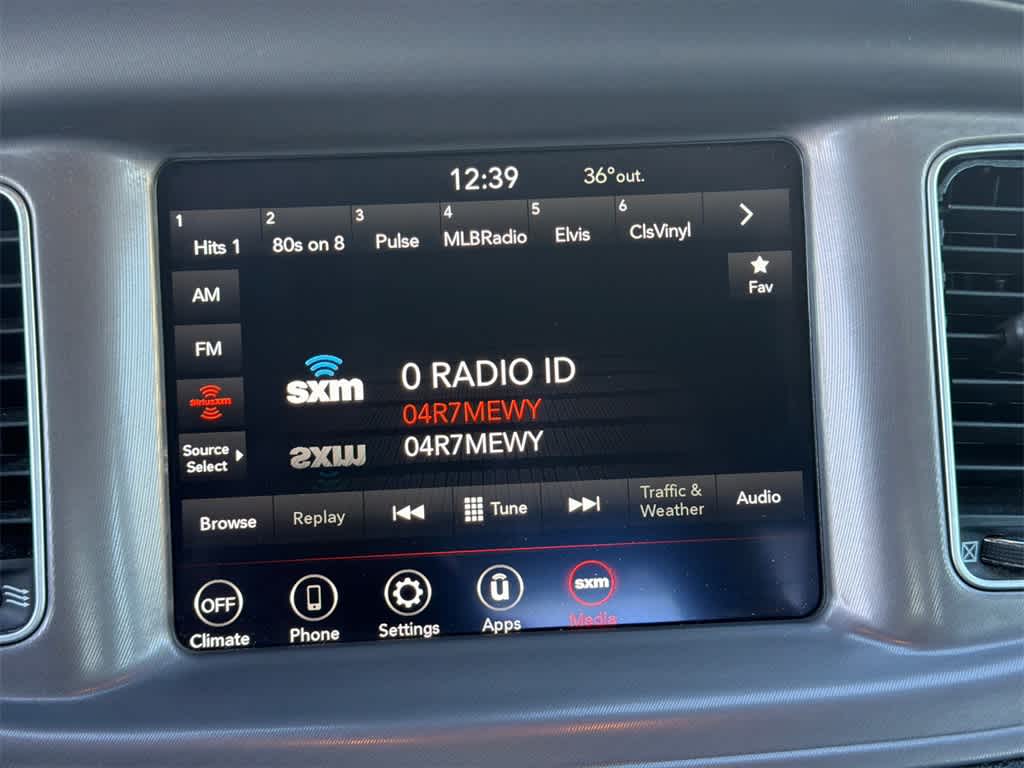 12:39 36°out.
1 2 3 4 5 6
Hits 1 80s on 8 Pulse MLBRadio Elvis ClsVinyl
Fav
AM
FM
SiriusXM
Source
Select
sxm
0 RADIO ID
04R7MEWY
04R7MEWY
Browse Replay Tune Traffic &
Weather Audio
OFF
Climate Phone Settings Apps
sxm
Media